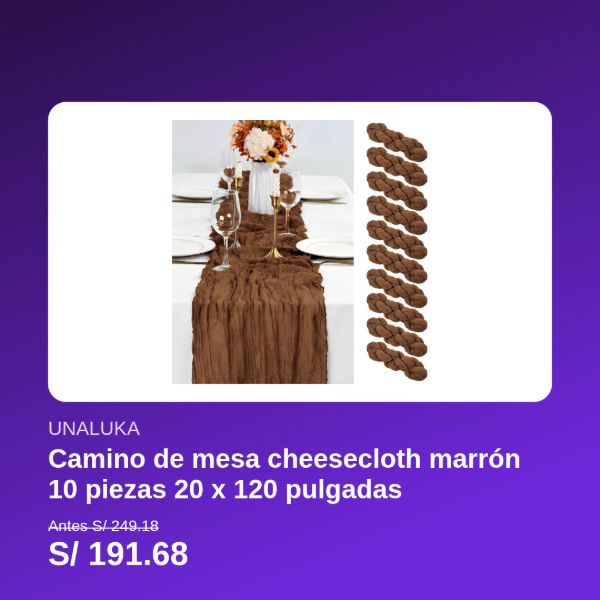 UNALUKA
Camino de mesa cheesecloth marrón
10 piezas 20 x 120 pulgadas
Antes S/ 249.18
S/ 191.68